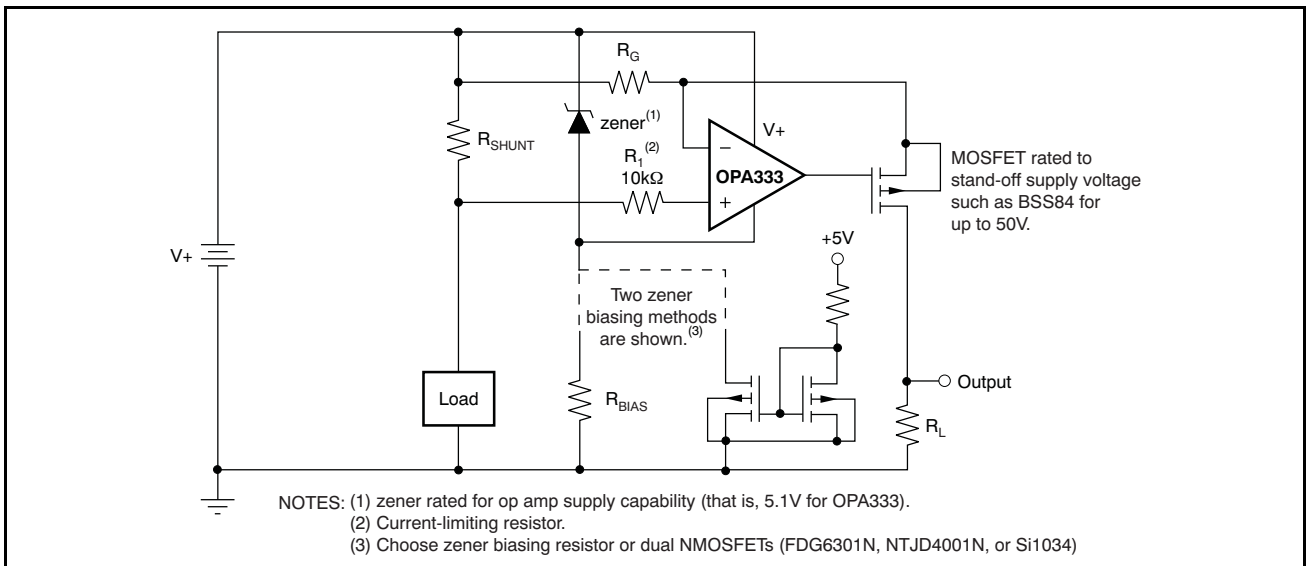 R_G
zener(1)
V+
R_SHUNT
R_1(2)
10kΩ
−
OPA333
+
MOSFET rated to
stand-off supply voltage
such as BSS84 for
up to 50V.
+5V
V+
Two zener
biasing methods
are shown.(3)
Output
Load
R_BIAS
R_L
NOTES: (1) zener rated for op amp supply capability (that is, 5.1V for OPA333).
(2) Current-limiting resistor.
(3) Choose zener biasing resistor or dual NMOSFETs (FDG6301N, NTJD4001N, or Si1034)